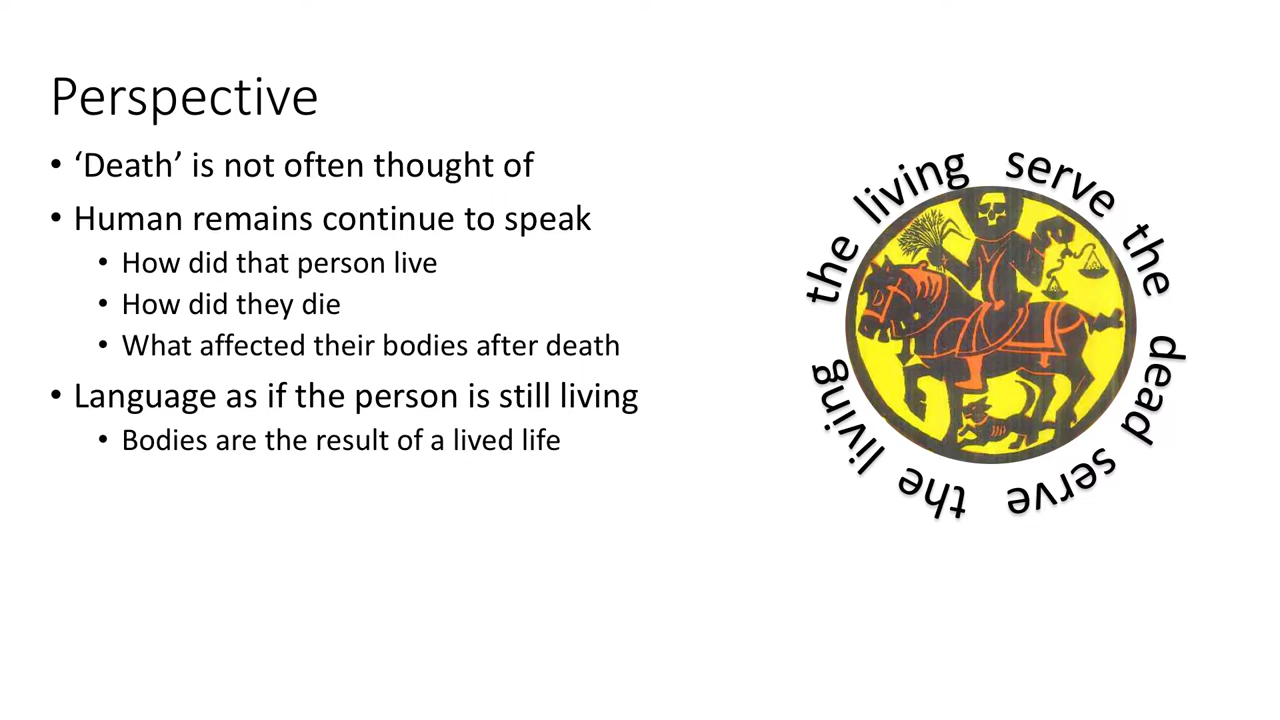 Perspective
• ‘Death’ is not often thought of
• Human remains continue to speak
• How did that person live
• How did they die
• What affected their bodies after death
• Language as if the person is still living
• Bodies are the result of a lived life
the living serve the dead serve the living